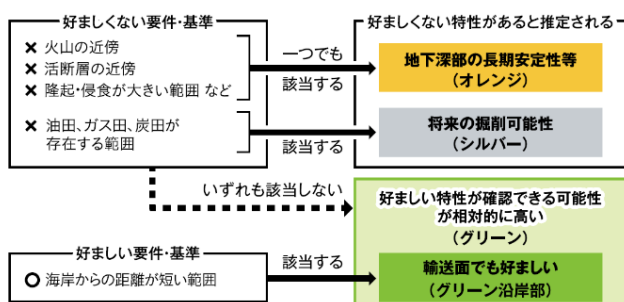 好ましくない要件・基準
× 火山の近傍
× 活断層の近傍
× 隆起・侵食が大きい範囲 など
× 油田、ガス田、炭田が
存在する範囲
一つでも
該当する
該当する
好ましくない特性があると推定される
地下深部の長期安定性等
（オレンジ）
将来の掘削可能性
（シルバー）
いずれも該当しない
好ましい特性が確認できる可能性
が相対的に高い
（グリーン）
好ましい要件・基準
○ 海岸からの距離が短い範囲
該当する
輸送面でも好ましい
（グリーン沿岸部）